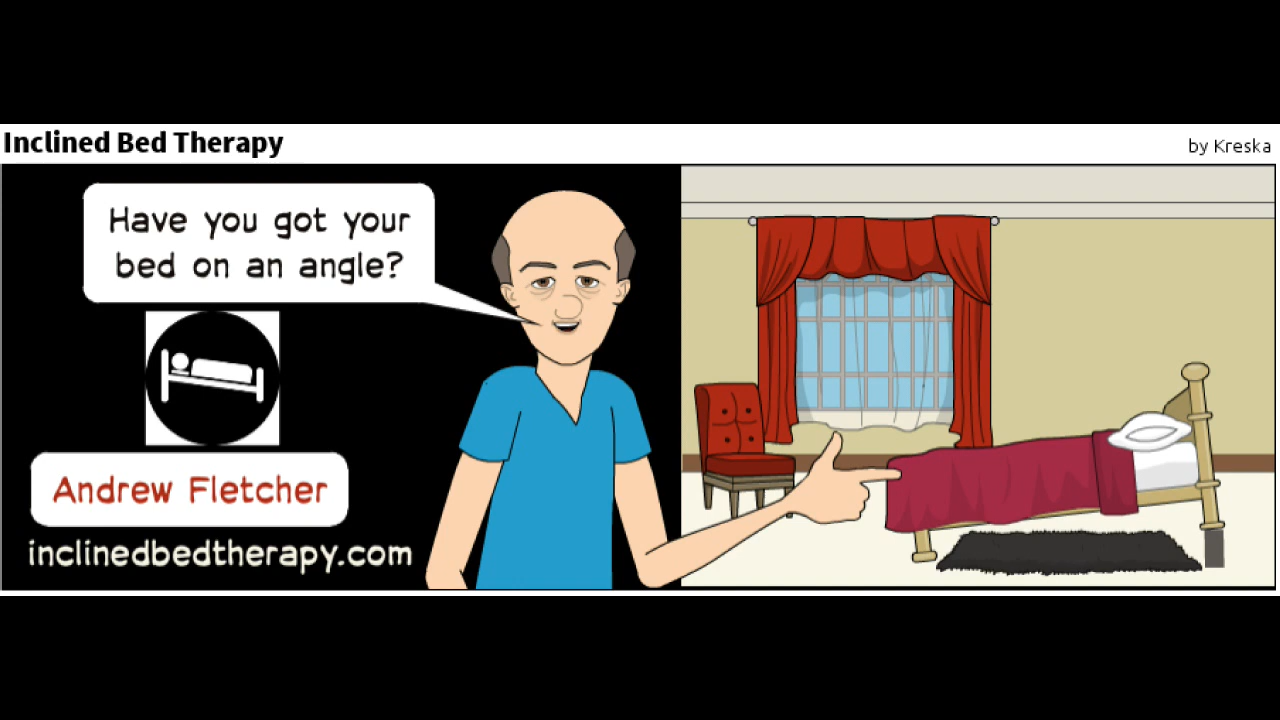 Inclined Bed Therapy
by Kreska
Have you got your
bed on an angle?
Andrew Fletcher
inclinedbedtherapy.com